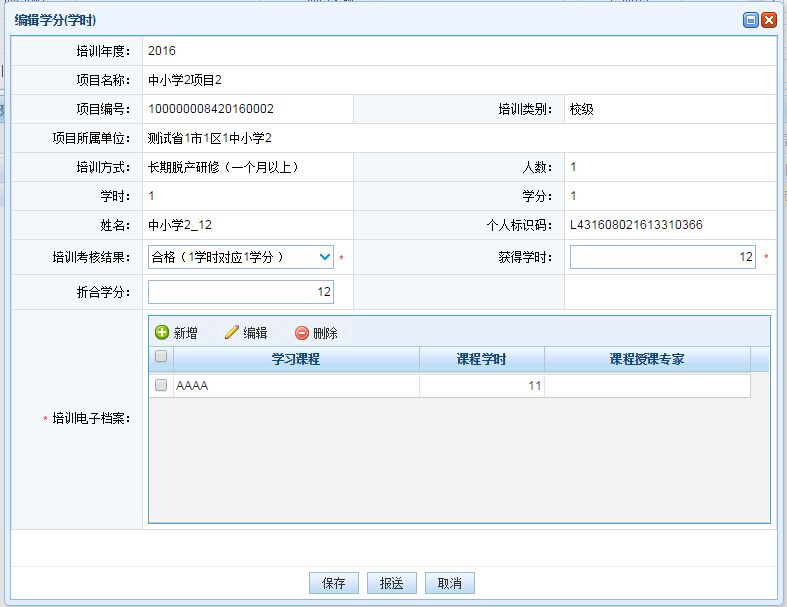 编辑学分(学时)
培训年度： 2016
项目名称： 中小学2项目2
项目编号： 100000008420160002 培训类别： 校级
项目所属单位： 测试省1市1区1中小学2
培训方式： 长期脱产研修（一个月以上） 人数： 1
学时： 1 学分： 1
姓名： 中小学2_12 个人标识码： L431608021613310366
培训考核结果： 合格（1学时对应1学分 ） * 获得学时： 12 *
折合学分： 12
新增 编辑 删除
学习课程 课程学时 课程授课专家
AAAA 11
* 培训电子档案：
保存 报送 取消